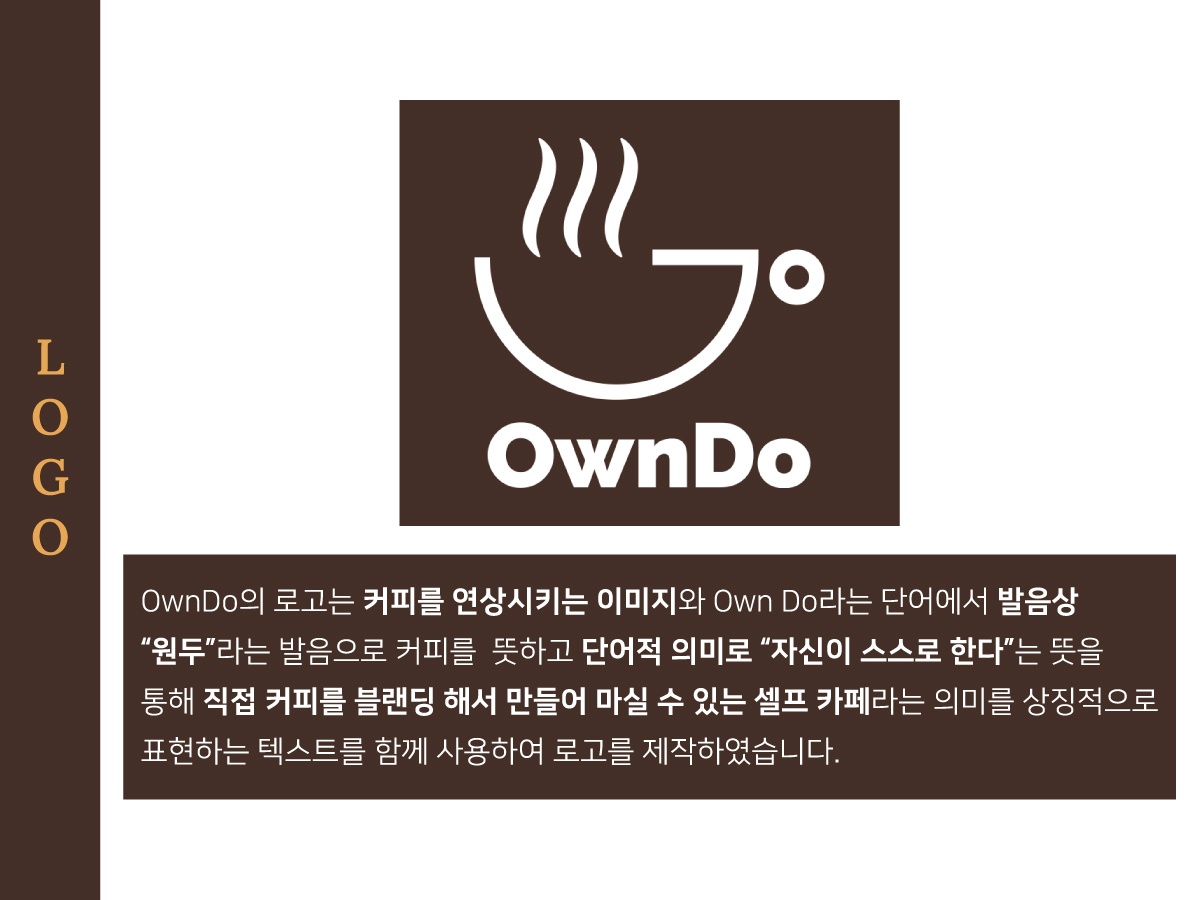 LOGO
OwnDo
OwnDo의 로고는 커피를 연상시키는 이미지와 Own Do라는 단어에서 발음상
“원두”라는 발음으로 커피를  뜻하고 단어적 의미로 “자신이 스스로 한다”는 뜻을
통해 직접 커피를 블랜딩 해서 만들어 마실 수 있는 셀프 카페라는 의미를 상징적으로
표현하는 텍스트를 함께 사용하여 로고를 제작하였습니다.